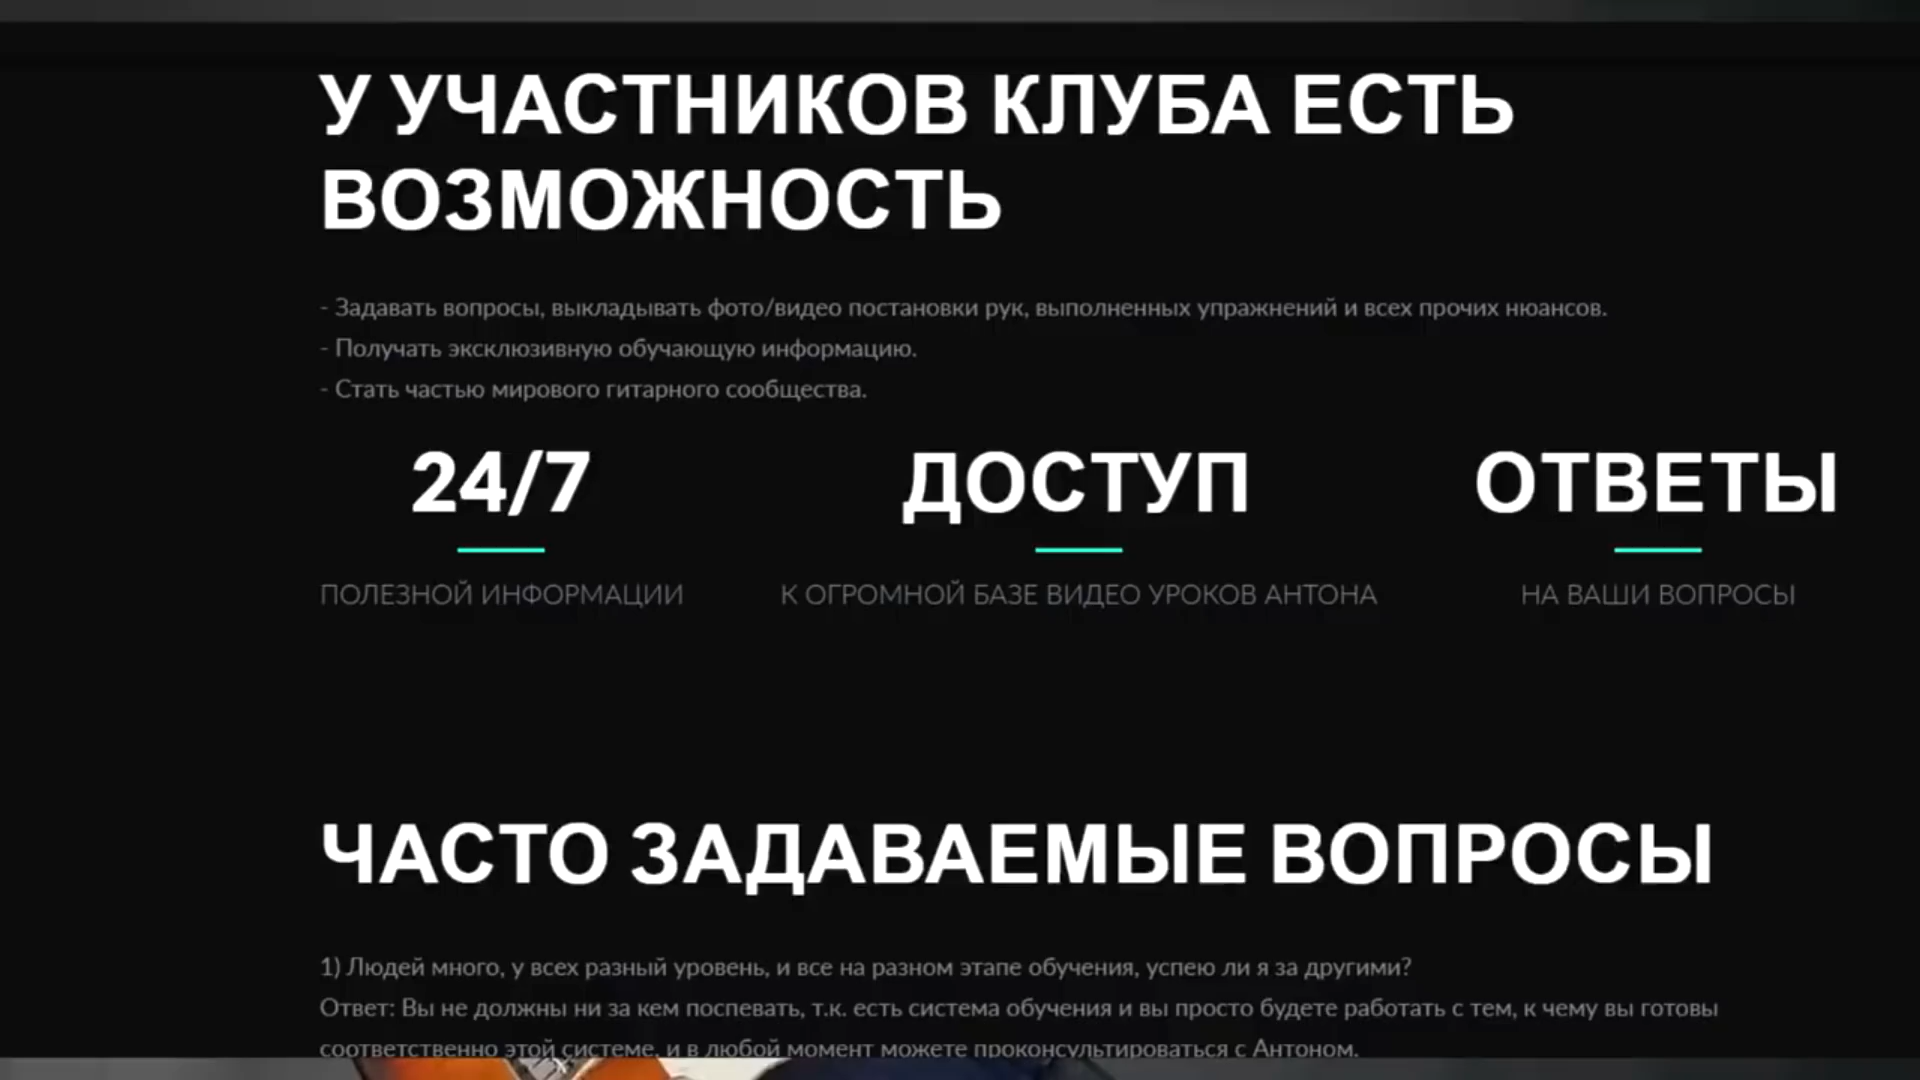 У УЧАСТНИКОВ КЛУБА ЕСТЬ
ВОЗМОЖНОСТЬ
- Задавать вопросы, выкладывать фото/видео постановки рук, выполненных упражнений и всех прочих нюансов.
- Получать эксклюзивную обучающую информацию.
- Стать частью мирового гитарного сообщества.
24/7
ПОЛЕЗНОЙ ИНФОРМАЦИИ
ДОСТУП
К ОГРОМНОЙ БАЗЕ ВИДЕО УРОКОВ АНТОНА
ОТВЕТЫ
НА ВАШИ ВОПРОСЫ
ЧАСТО ЗАДАВАЕМЫЕ ВОПРОСЫ
1) Людей много, у всех разный уровень, и все на разном этапе обучения, успею ли я за другими?
Ответ: Вы не должны ни за кем поспевать, т.к. есть система обучения и вы просто будете работать с тем, к чему вы готовы
соответственно этой системе, и в любой момент можете проконсультироваться с Антоном.